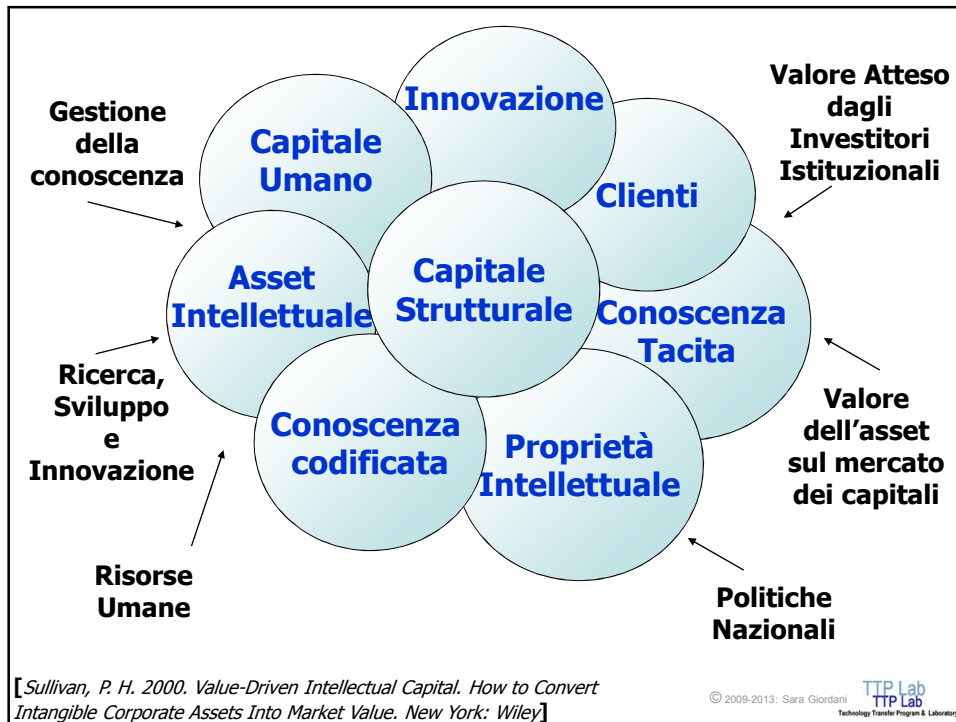 Innovazione
Capitale
Umano
Clienti
Asset
Intellettuale
Capitale
Strutturale
Conoscenza
Tacita
Conoscenza
codificata
Proprietà
Intellettuale
Gestione
della
conoscenza
Ricerca,
Sviluppo
e
Innovazione
Risorse
Umane
Valore Atteso
dagli
Investitori
Istituzionali
Valore
dell’asset
sul mercato
dei capitali
Politiche
Nazionali
[Sullivan, P. H. 2000. Value-Driven Intellectual Capital. How to Convert
Intangible Corporate Assets Into Market Value. New York: Wiley]
© 2009-2013: Sara Giordani
TTP Lab
TTP Lab
Technology Transfer Program & Laboratory